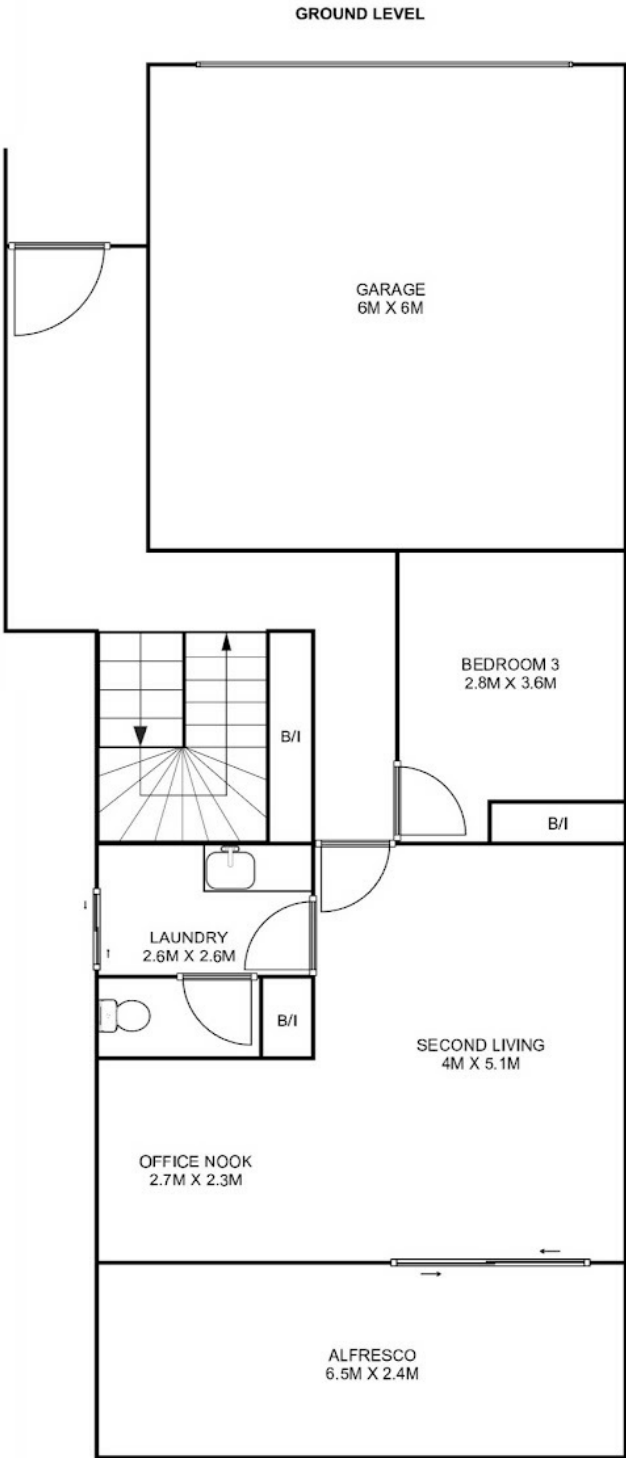 GROUND LEVEL
GARAGE
6M X 6M
BEDROOM 3
2.8M X 3.6M
B/I
B/I
LAUNDRY
2.6M X 2.6M
B/I
SECOND LIVING
4M X 5.1M
OFFICE NOOK
2.7M X 2.3M
ALFRESCO
6.5M X 2.4M